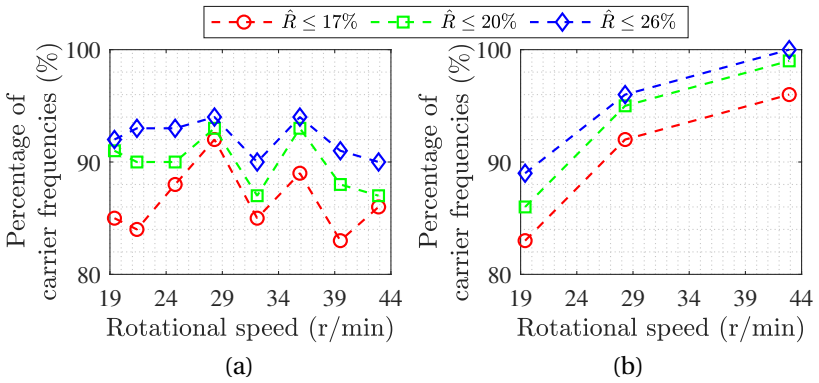 R̂ ≤ 17% R̂ ≤ 20% R̂ ≤ 26%
100
90
80
19 24 29 34 39 44
Percentage of
carrier frequencies (%)
Rotational speed (r/min)
(a)
100
90
80
19 24 29 34 39 44
Percentage of
carrier frequencies (%)
Rotational speed (r/min)
(b)